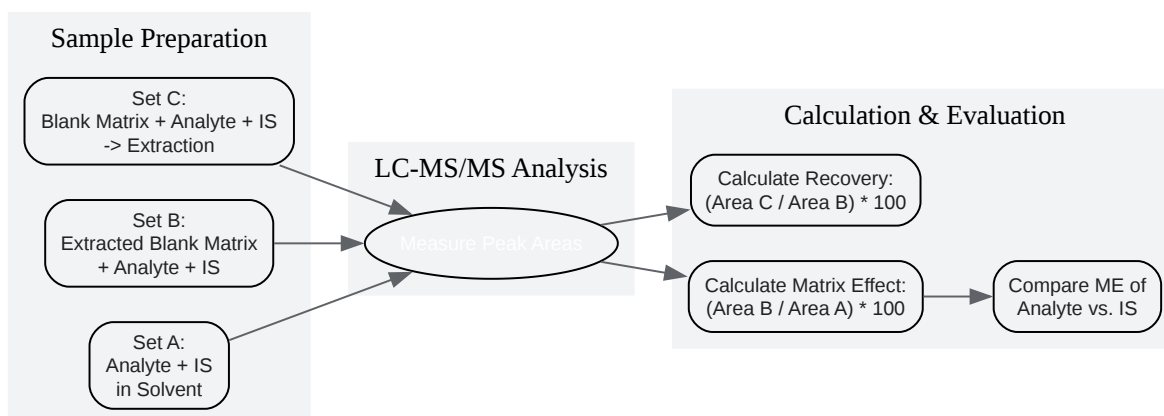 Sample Preparation
Set C:
Blank Matrix + Analyte + IS
-> Extraction
Set B:
Extracted Blank Matrix
+ Analyte + IS
Set A:
Analyte + IS
in Solvent
LC-MS/MS Analysis
Measure Peak Areas
Calculation & Evaluation
Calculate Recovery:
(Area C / Area B) * 100
Calculate Matrix Effect:
(Area B / Area A) * 100
Compare ME of
Analyte vs. IS